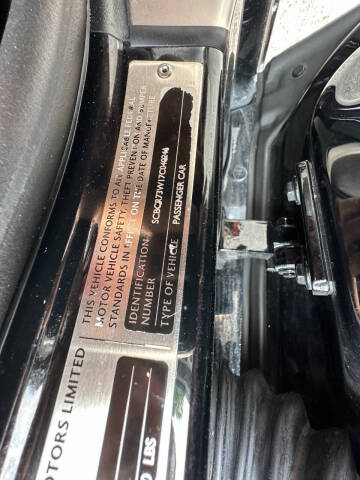 OTORS LIMITED
THIS VEHICLE CONFORMS TO ALL APPLICABLE FEDERAL
MOTOR VEHICLE SAFETY, THEFT PREVENTION AND BUMPER
STANDARDS IN EFFECT ON THE DATE OF MANUFACTURE
IDENTIFICATION
NUMBER
TYPE OF VEHICLE PASSENGER CAR
LBS